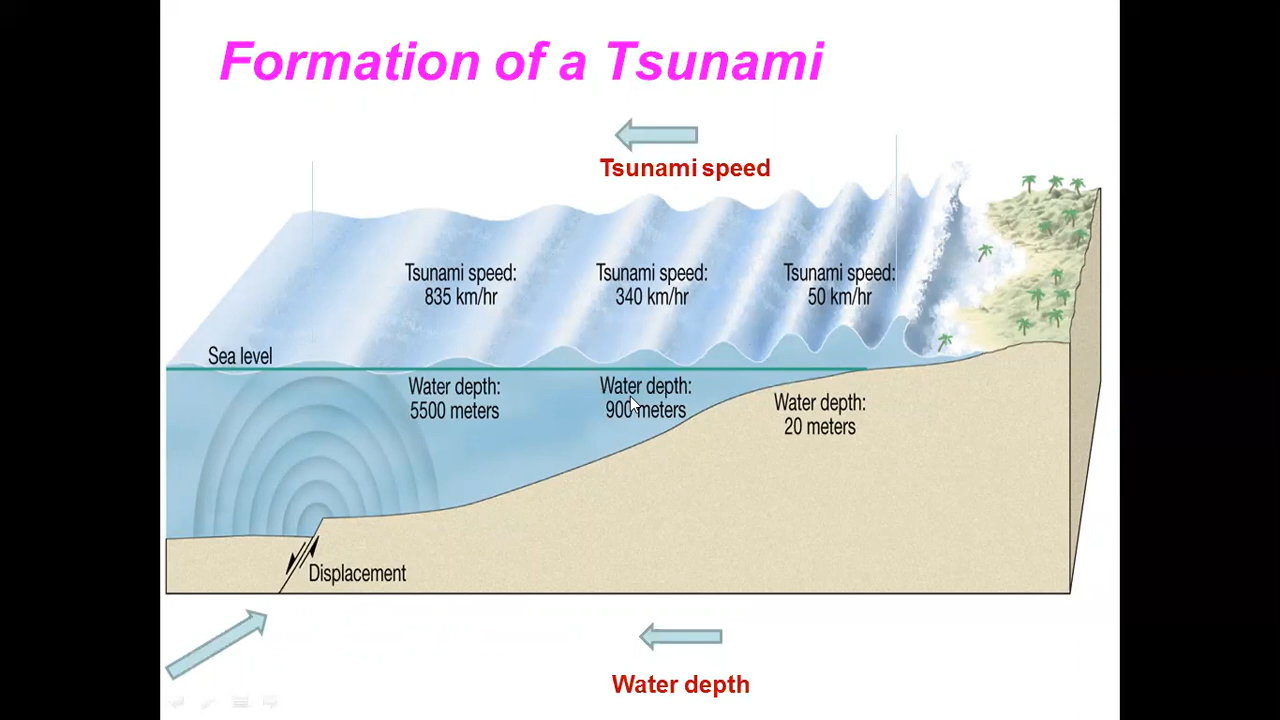 Formation of a Tsunami
Tsunami speed
Tsunami speed:
835 km/hr
Tsunami speed:
340 km/hr
Tsunami speed:
50 km/hr
Sea level
Water depth:
5500 meters
Water depth:
900 meters
Water depth:
20 meters
Displacement
Water depth